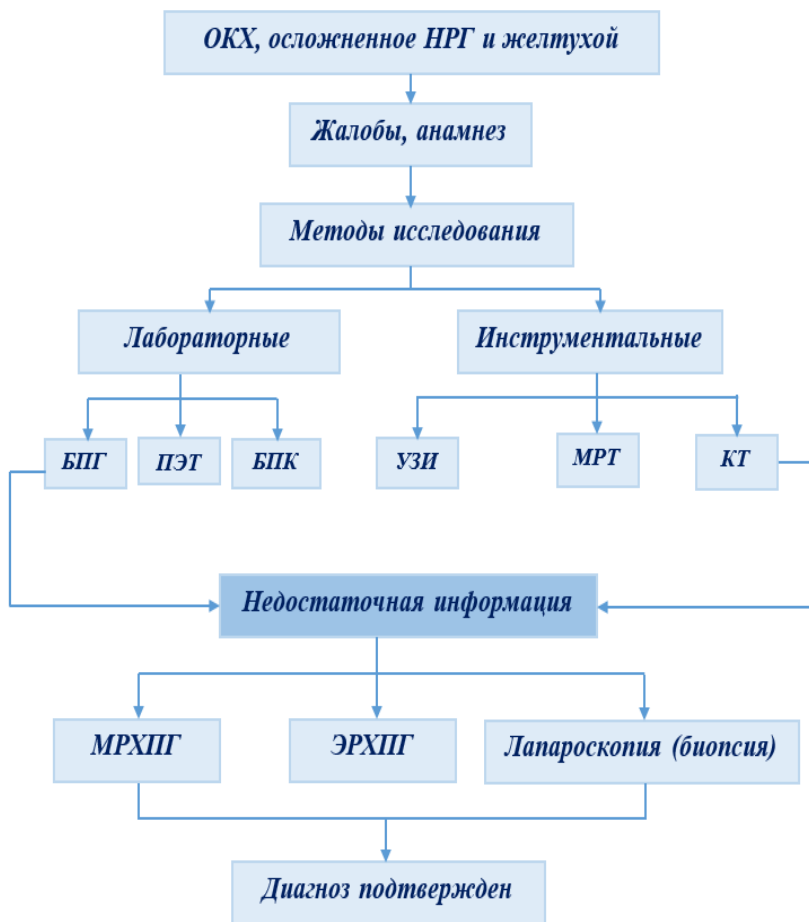 ОКХ, осложненное НРГ и желтухой
Жалобы, анамнез
Методы исследования
Лабораторные
Инструментальные
БПГ
ПЭТ
БПК
УЗИ
МРТ
КТ
Недостаточная информация
МРХПГ
ЭРХПГ
Лапароскопия (биопсия)
Диагноз подтвержден